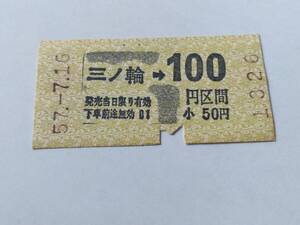 57.-7.16
三ノ輪→100
発売当日限り有効 円区間
下車前途無効 01 小 50円
1326